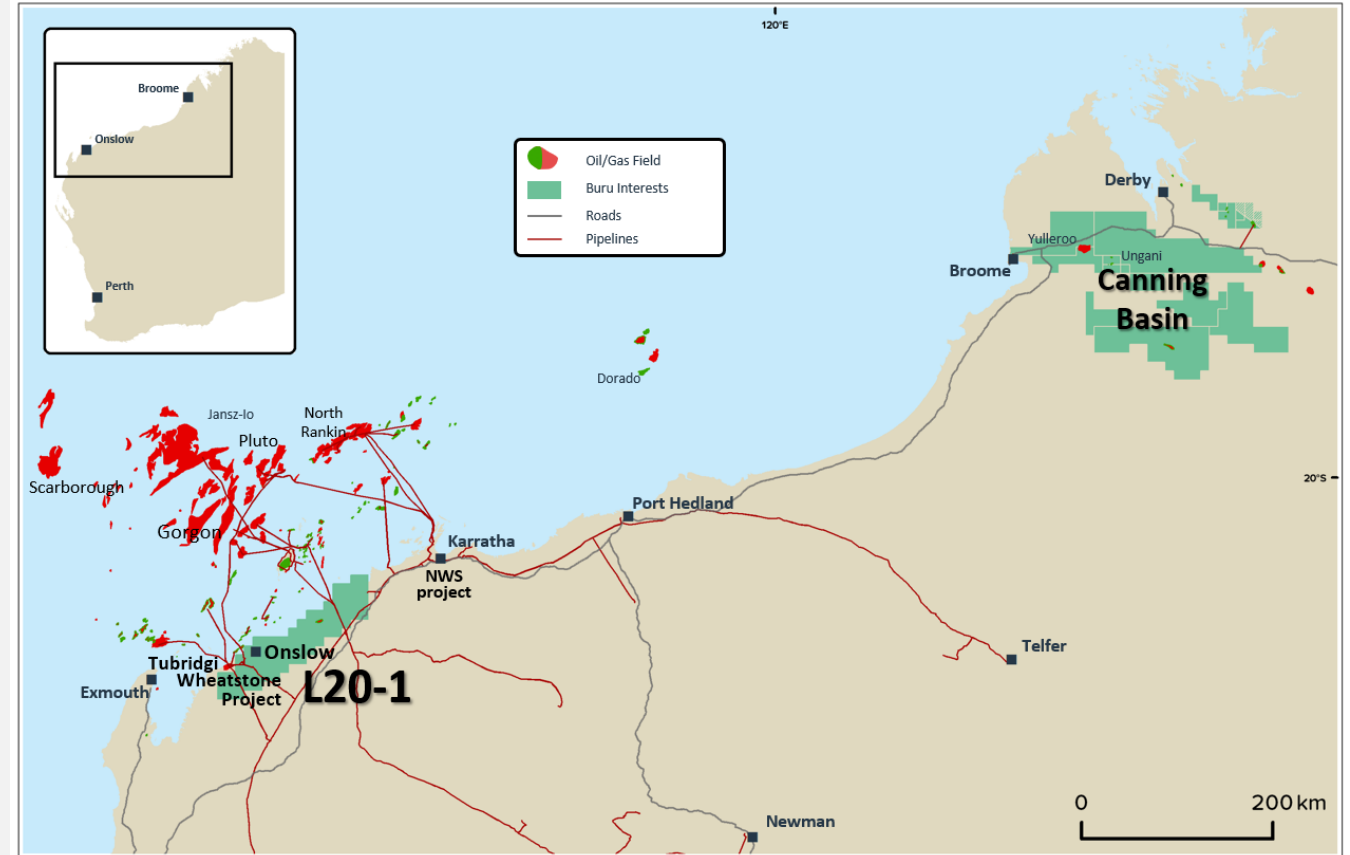 120°E
Broome
Onslow
Perth
Oil/Gas Field
Buru Interests
Roads
Pipelines
Derby
Yulleroo
Ungani
Broome
Canning
Basin
Dorado
Jansz-Io
North
Rankin
Pluto
Scarborough
20°S
Gorgon
Port Hedland
Karratha
NWS
project
Onslow
Tubridgi
Wheatstone
Project
L20-1
Exmouth
Telfer
0 200 km
Newman